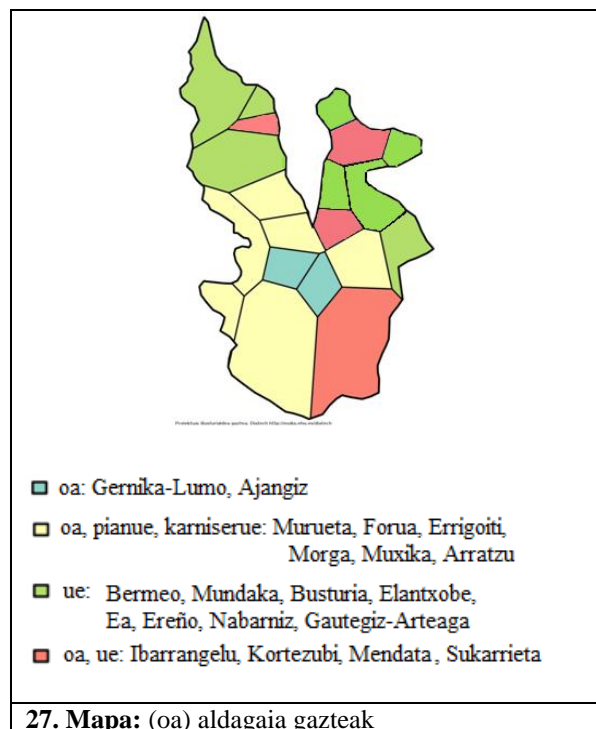 oa: Gernika-Lumo, Ajangiz
oa, pianue, karniserue: Murueta, Forua, Errigoiti,
Morga, Muxika, Arratzu
ue: Bermeo, Mundaka, Busturia, Elantxobe,
Ea, Ereño, Nabarniz, Gautegiz-Arteaga
oa, ue: Ibarrangelu, Kortezubi, Mendata, Sukarrieta
27. Mapa: (oa) aldagaia gazteak